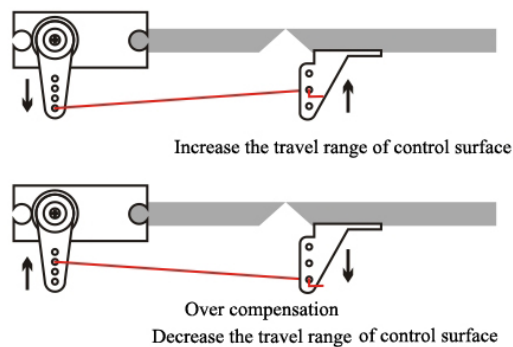 Increase the travel range of control surface
Over compensation
Decrease the travel range of control surface